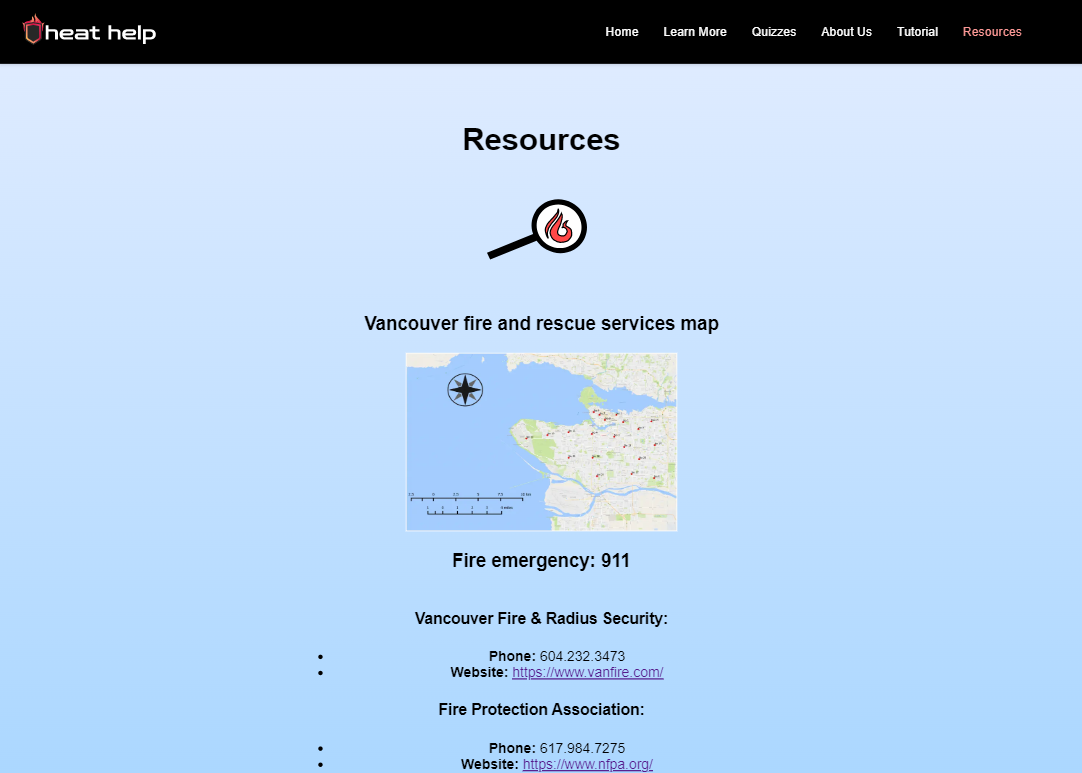 heat help
Home Learn More Quizzes About Us Tutorial Resources
Resources
Vancouver fire and rescue services map
Fire emergency: 911
Vancouver Fire & Radius Security:
Phone: 604.232.3473
Website: https://www.vanfire.com/
Fire Protection Association:
Phone: 617.984.7275
Website: https://www.nfpa.org/